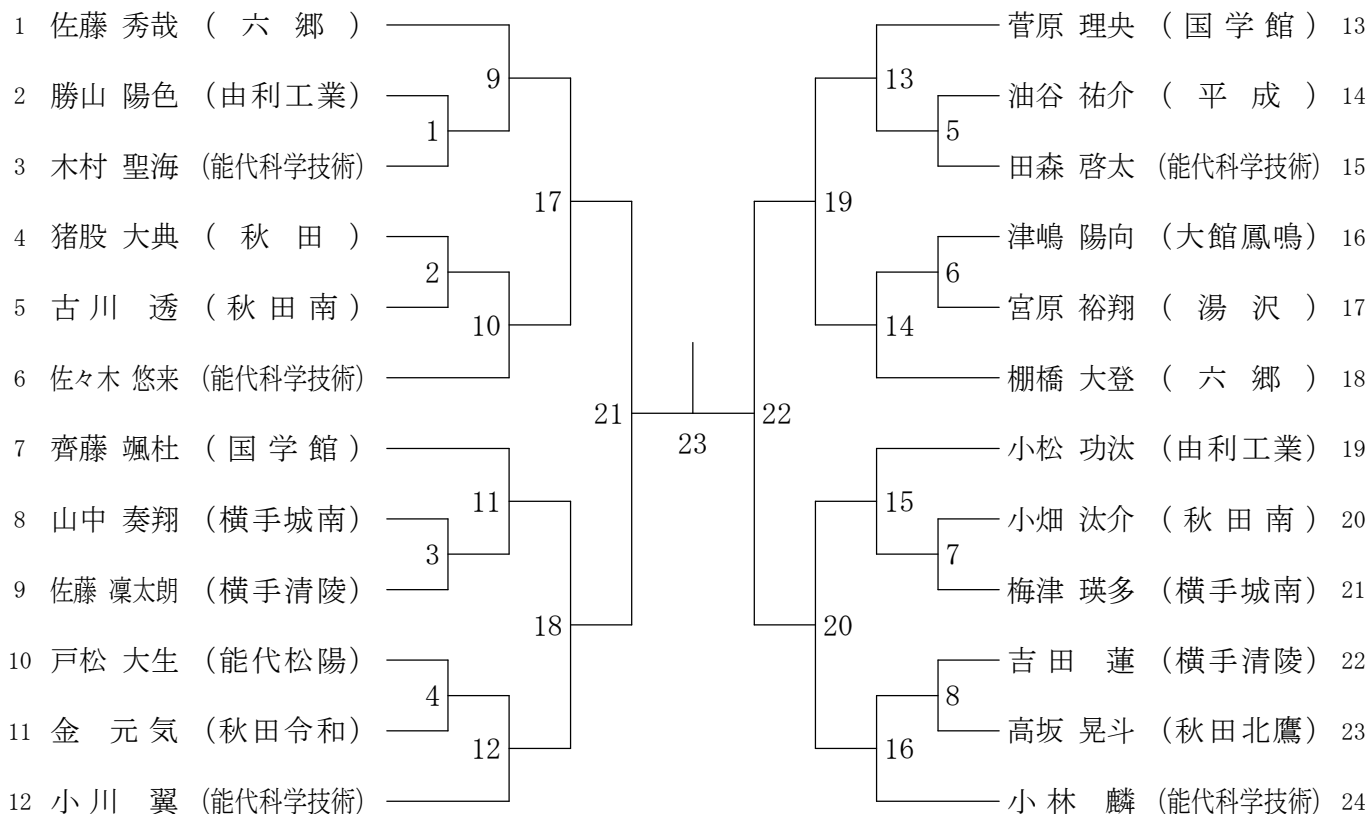 1 佐藤 秀哉 （ 六 郷 ）
2 勝山 陽色 （由利工業）
3 木村 聖海 （能代科学技術）
4 猪股 大典 （ 秋 田 ）
5 古川 透 （秋田南）
6 佐々木 悠来 （能代科学技術）
7 齊藤 颯杜 （国学館）
8 山中 奏翔 （横手城南）
9 佐藤 凜太朗 （横手清陵）
10 戸松 大生 （能代松陽）
11 金 元気 （秋田令和）
12 小川 翼 （能代科学技術）
9
1
17
2
10
21
11
3
18
4
12
23
菅原 理央 （国学館） 13
油谷 祐介 （ 平 成 ） 14
田森 啓太 （能代科学技術） 15
津嶋 陽向 （大館鳳鳴） 16
宮原 裕翔 （ 湯 沢 ） 17
棚橋 大登 （ 六 郷 ） 18
小松 功汰 （由利工業） 19
小畑 汰介 （秋田南） 20
梅津 瑛多 （横手城南） 21
吉田 蓮 （横手清陵） 22
高坂 晃斗 （秋田北鷹） 23
小林 麟 （能代科学技術） 24
13
5
19
6
14
22
15
7
20
8
16